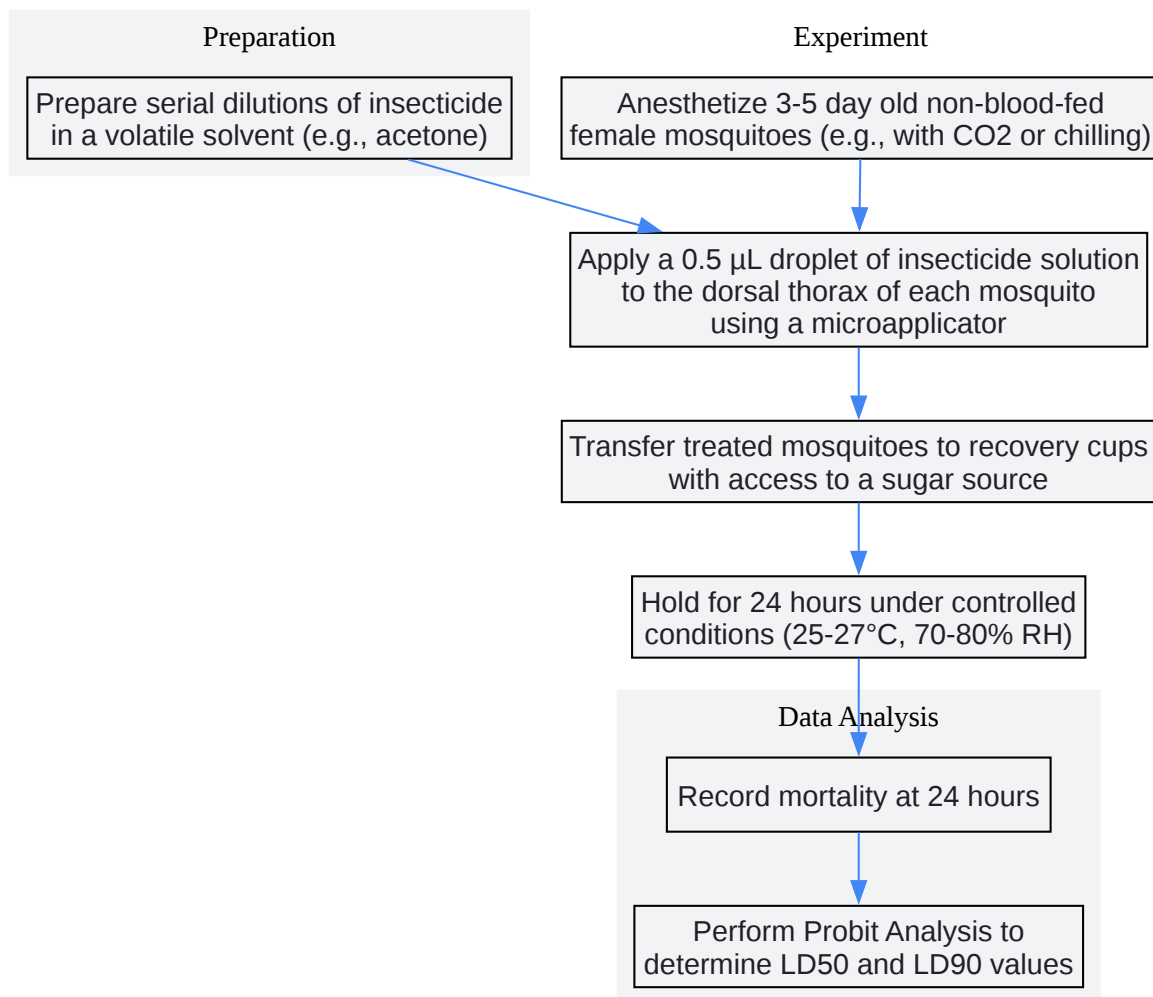 Preparation
Prepare serial dilutions of insecticide
in a volatile solvent (e.g., acetone)
Experiment
Anesthetize 3-5 day old non-blood-fed
female mosquitoes (e.g., with CO2 or chilling)
Apply a 0.5 µL droplet of insecticide solution
to the dorsal thorax of each mosquito
using a microapplicator
Transfer treated mosquitoes to recovery cups
with access to a sugar source
Hold for 24 hours under controlled
conditions (25-27°C, 70-80% RH)
Data Analysis
Record mortality at 24 hours
Perform Probit Analysis to
determine LD50 and LD90 values